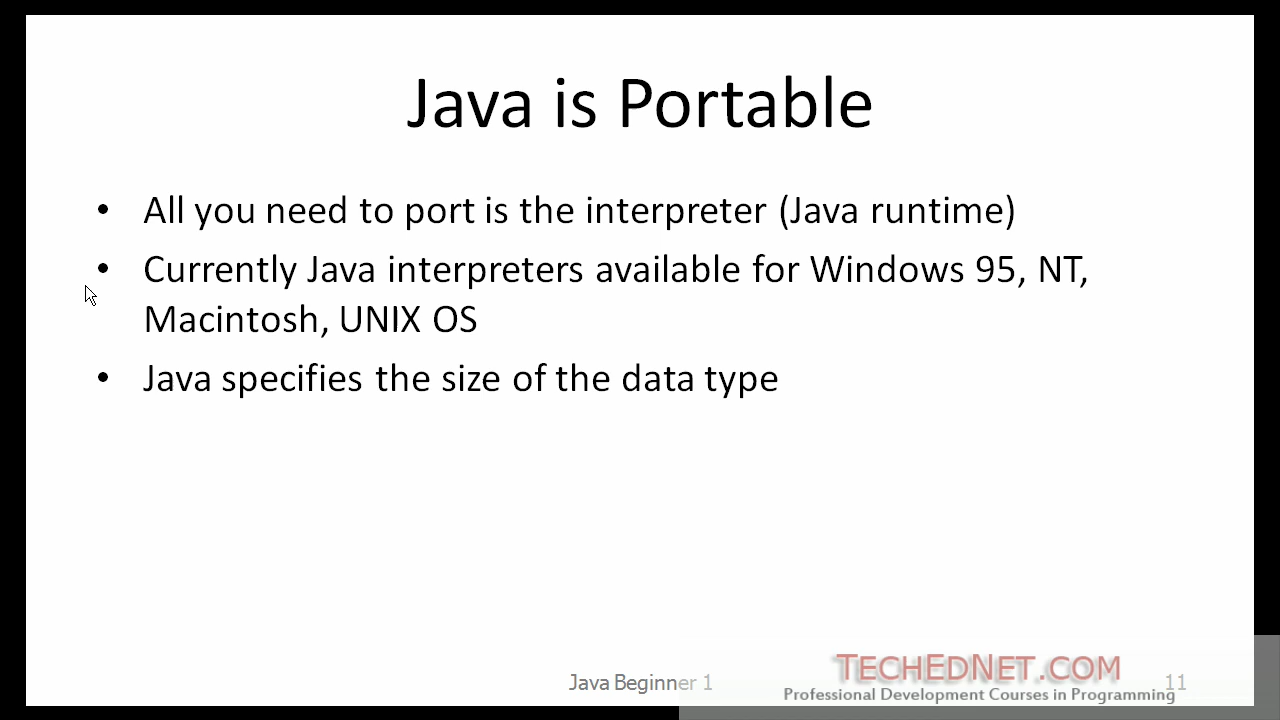 Java is Portable
• All you need to port is the interpreter (Java runtime)
• Currently Java interpreters available for Windows 95, NT,
Macintosh, UNIX OS
• Java specifies the size of the data type
Java Beginner 1
TECHEDNET.COM
11
Professional Development Courses in Programming